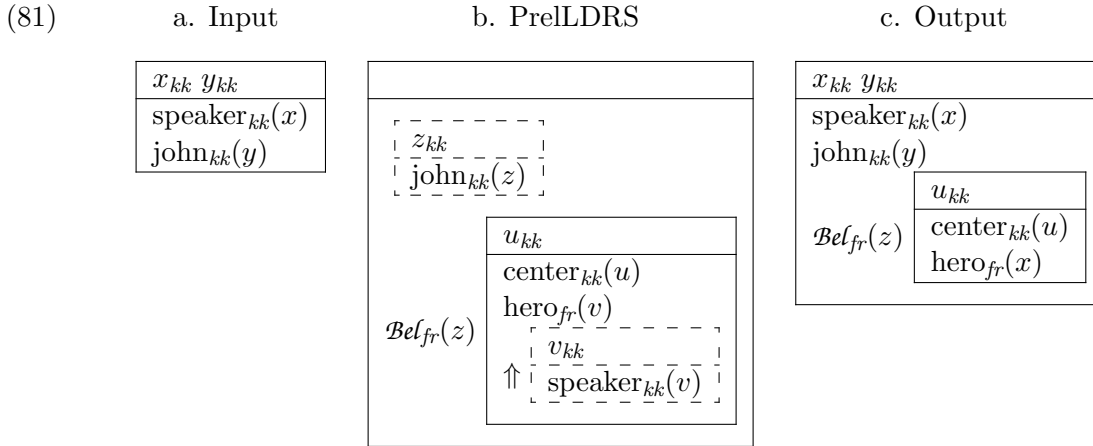 (81) a. Input b. PrelLDRS c. Output
x_kk y_kk
speaker_kk(x)
john_kk(y)
z_kk
john_kk(z)
Bel_fr(z)
u_kk
center_kk(u)
hero_fr(v)
⇑
v_kk
speaker_kk(v)
x_kk y_kk
speaker_kk(x)
john_kk(y)
Bel_fr(z)
u_kk
center_kk(u)
hero_fr(x)